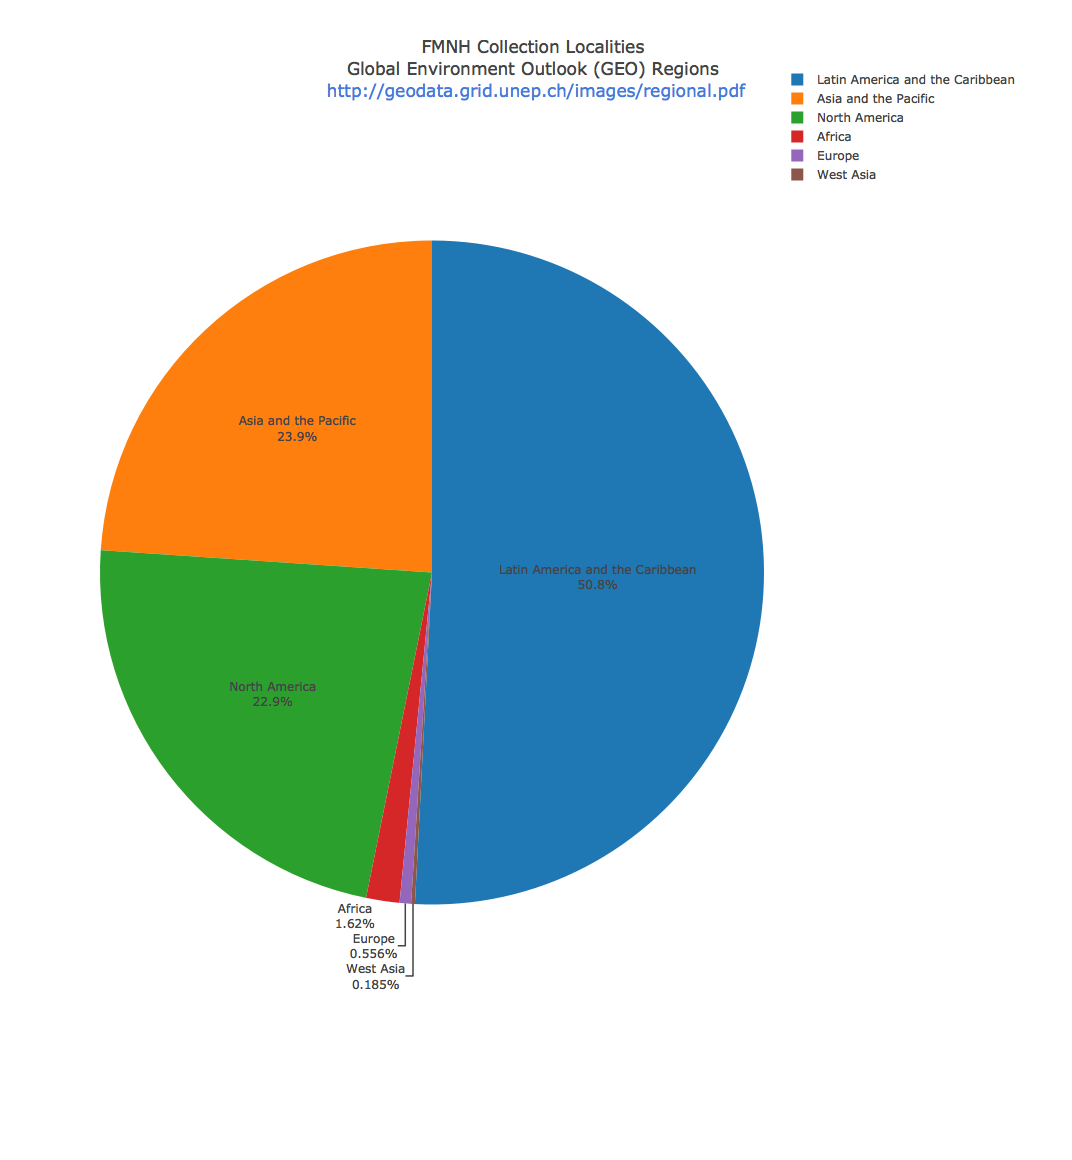 FMNH Collection Localities
Global Environment Outlook (GEO) Regions
http://geodata.grid.unep.ch/images/regional.pdf
Latin America and the Caribbean
Asia and the Pacific
North America
Africa
Europe
West Asia
Asia and the Pacific
23.9%
Latin America and the Caribbean
50.8%
North America
22.9%
Africa
1.62%
Europe
0.556%
West Asia
0.185%